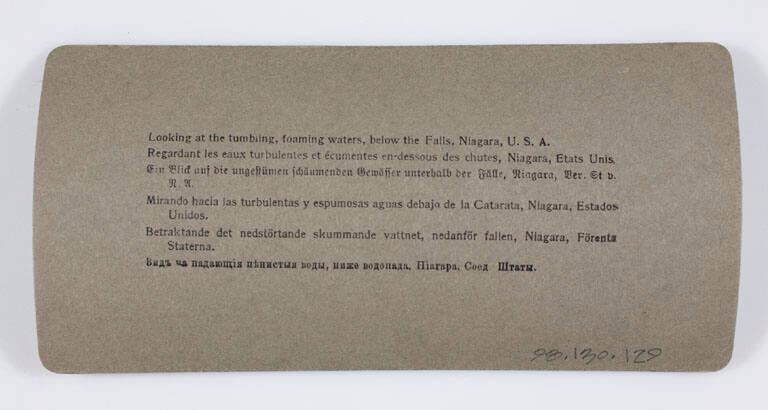 Looking at the tumbling, foaming waters, below the Falls, Niagara, U. S. A.
Regardant les eaux turbulentes et écumentes en-dessous des chutes, Niagara, Etats Unis.
Ein Blick auf die ungestümen schäumenden Gewässer unterhalb der Fälle, Niagara, Ver. St v.
N. A.
Mirando hacia las turbulentas y espumosas aguas debajo de la Catarata, Niagara, Estados
Unidos.
Betraktande det nedstörtande skummande vattnet, nedanför fallen, Niagara, Förenta
Staterna.
Видъ на падающія пѣнистыя воды, ниже водопада, Ніагара, Соед Штаты.
98.130.129